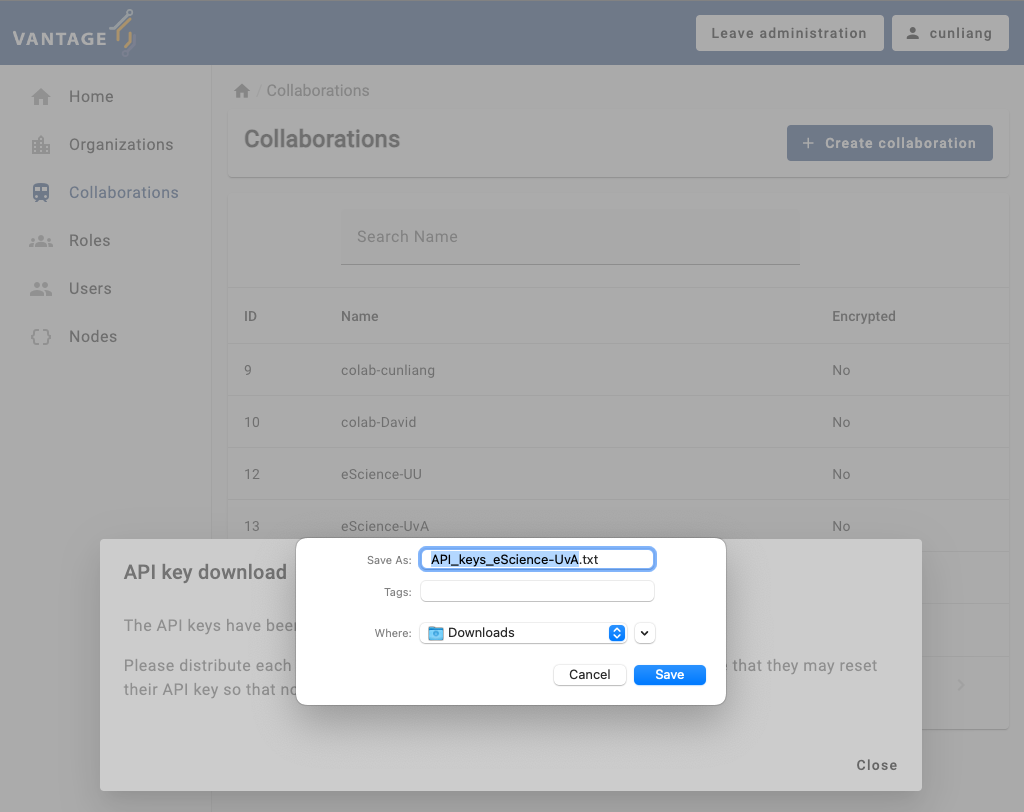 VANTAGE
Leave administration
cunliang
Home
Organizations
Collaborations
Roles
Users
Nodes
/ Collaborations
Collaborations
+ Create collaboration
Search Name
ID Name Encrypted
9 colab-cunliang No
10 colab-David No
12 eScience-UU No
13 eScience-UvA No
API key download
The API keys have been
Please distribute each
that they may reset
their API key so that no
Close
Save As: API_keys_eScience-UvA.txt
Tags:
Where: Downloads
Cancel
Save